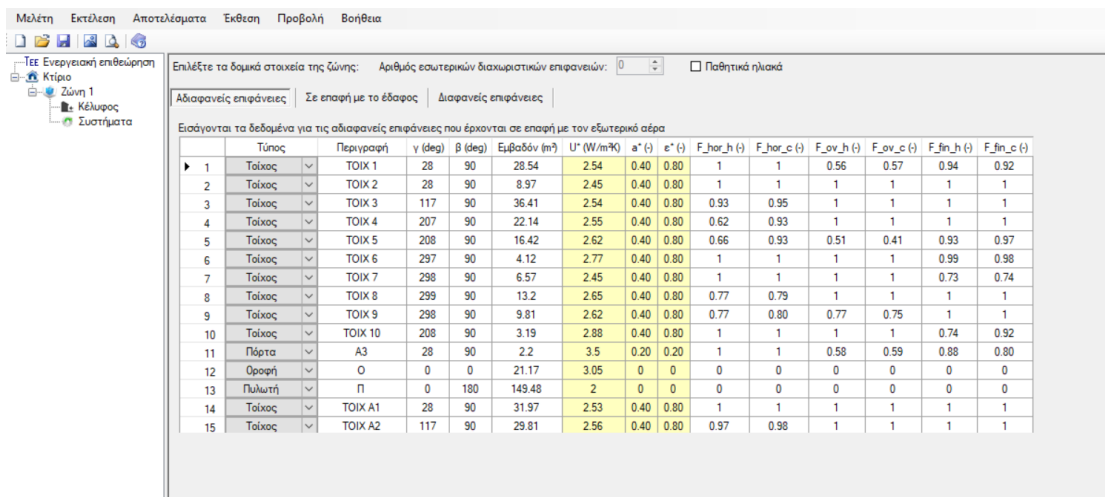 Μελέτη Εκτέλεση Αποτελέσματα Έκθεση Προβολή Βοήθεια
ΤΕΕ Ενεργειακή επιθεώρηση
Κτίριο
Ζώνη 1
Κέλυφος
Συστήματα
Επιλέξτε τα δομικά στοιχεία της ζώνης: Αριθμός εσωτερικών διαχωριστικών επιφανειών: 0 Παθητικά ηλιακά
Αδιαφανείς επιφάνειες Σε επαφή με το έδαφος Διαφανείς επιφάνειες
Εισάγονται τα δεδομένα για τις αδιαφανείς επιφάνειες που έρχονται σε επαφή με τον εξωτερικό αέρα
Τύπος Περιγραφή γ (deg) β (deg) Εμβαδόν (m²) U* (W/m²K) a* (-) ε* (-) F_hor_h (-) F_hor_c (-) F_ov_h (-) F_ov_c (-) F_fin_h (-) F_fin_c (-)
1 Τοίχος ΤΟΙΧ 1 28 90 28.54 2.54 0.40 0.80 1 1 0.56 0.57 0.94 0.92
2 Τοίχος ΤΟΙΧ 2 28 90 8.97 2.45 0.40 0.80 1 1 1 1 1 1
3 Τοίχος ΤΟΙΧ 3 117 90 36.41 2.54 0.40 0.80 0.93 0.95 1 1 1 1
4 Τοίχος ΤΟΙΧ 4 207 90 22.14 2.55 0.40 0.80 0.62 0.93 1 1 1 1
5 Τοίχος ΤΟΙΧ 5 208 90 16.42 2.62 0.40 0.80 0.66 0.93 0.51 0.41 0.93 0.97
6 Τοίχος ΤΟΙΧ 6 297 90 4.12 2.77 0.40 0.80 1 1 1 1 0.99 0.98
7 Τοίχος ΤΟΙΧ 7 298 90 6.57 2.45 0.40 0.80 1 1 1 1 0.73 0.74
8 Τοίχος ΤΟΙΧ 8 299 90 13.2 2.65 0.40 0.80 0.77 0.79 1 1 1 1
9 Τοίχος ΤΟΙΧ 9 298 90 9.81 2.62 0.40 0.80 0.77 0.80 0.77 0.75 1 1
10 Τοίχος ΤΟΙΧ 10 208 90 3.19 2.88 0.40 0.80 1 1 1 1 0.74 0.92
11 Πόρτα Α3 28 90 2.2 3.5 0.20 0.20 1 1 0.58 0.59 0.88 0.80
12 Οροφή Ο 0 0 21.17 3.05 0 0 0 0 0 0 0 0
13 Πυλωτή Π 0 180 149.48 2 0 0 0 0 0 0 0 0
14 Τοίχος ΤΟΙΧ Α1 28 90 31.97 2.53 0.40 0.80 1 1 1 1 1 1
15 Τοίχος ΤΟΙΧ Α2 117 90 29.81 2.56 0.40 0.80 0.97 0.98 1 1 1 1